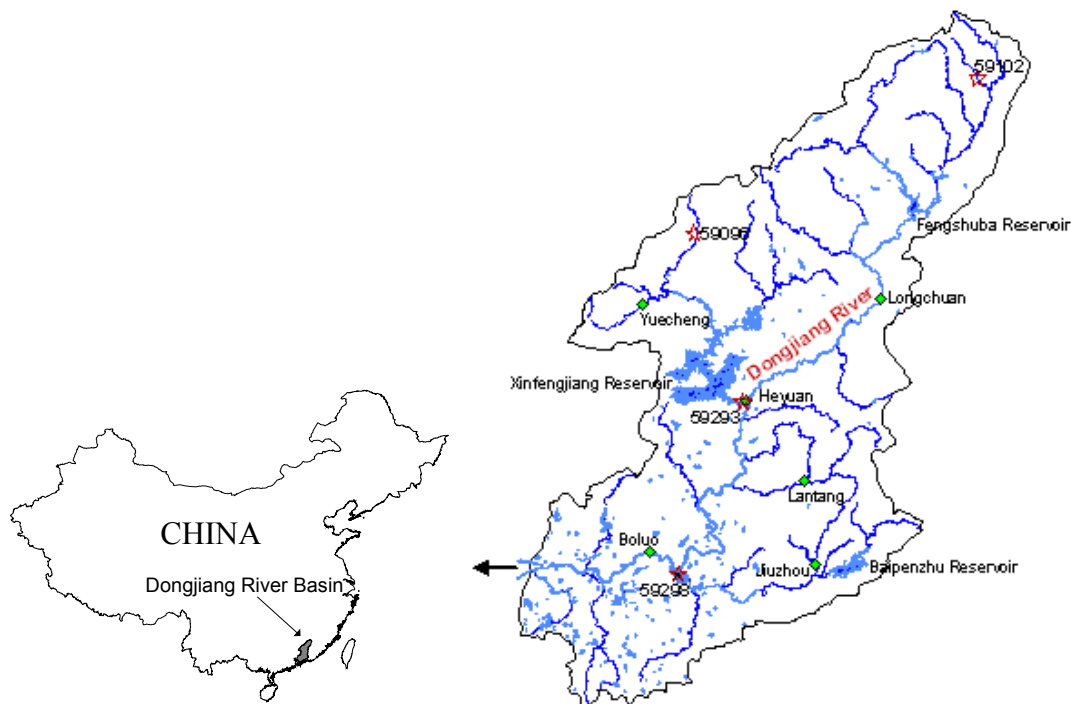 CHINA
Dongjiang River Basin
59102
Fengshuba Reservoir
59096
Longchuan
Yuecheng
Dongjiang River
Xinfengjiang Reservoir
Heyuan
59293
Lantang
Boluo
Jiuzhou
Baipenzhu Reservoir
59298